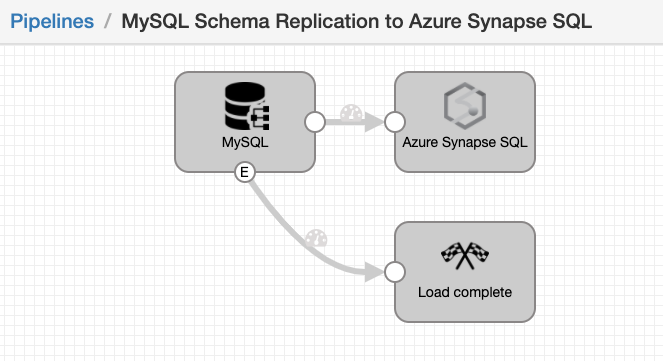 Pipelines / MySQL Schema Replication to Azure Synapse SQL
MySQL
Azure Synapse SQL
E
Load complete